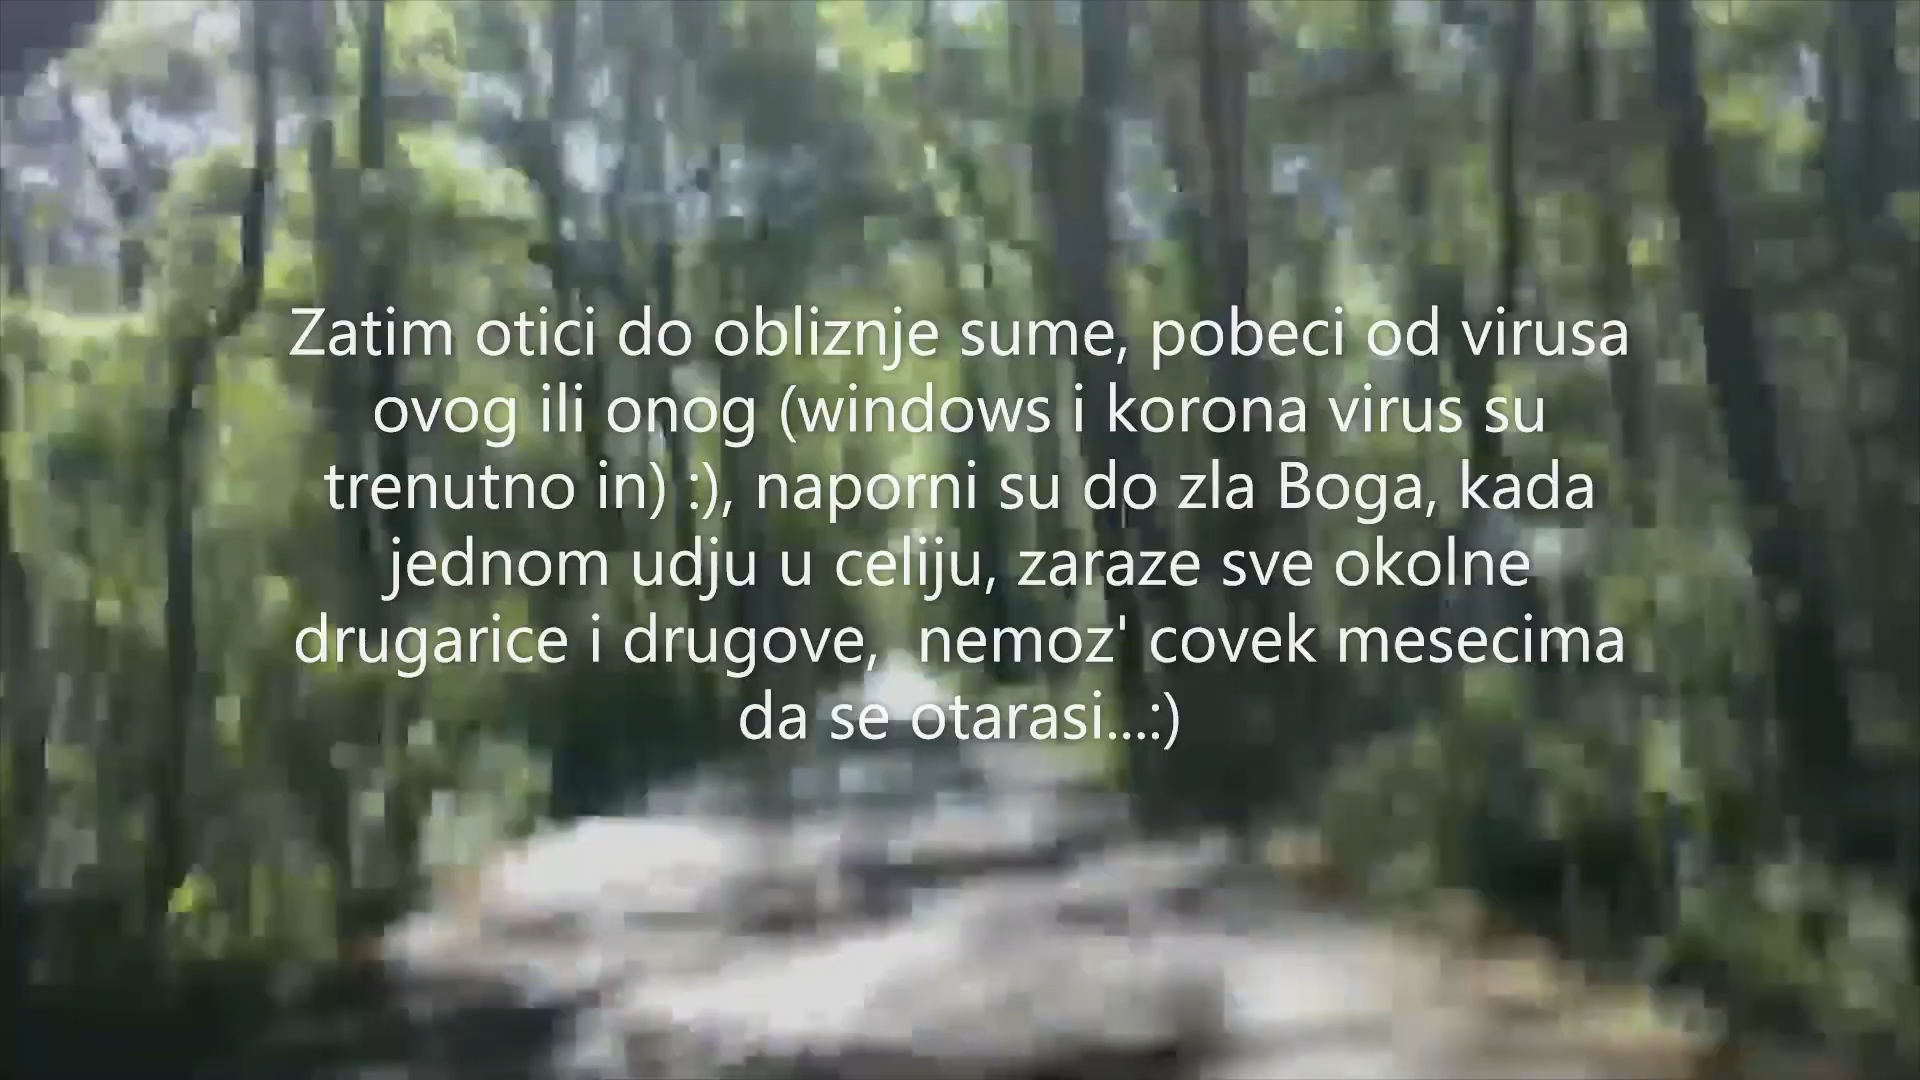 Zatim otici do obliznje sume, pobeci od virusa
ovog ili onog (windows i korona virus su
trenutno in) :), naporni su do zla Boga, kada
jednom udju u celiju, zaraze sve okolne
drugarice i drugove,  nemoz' covek mesecima
da se otarasi...:)